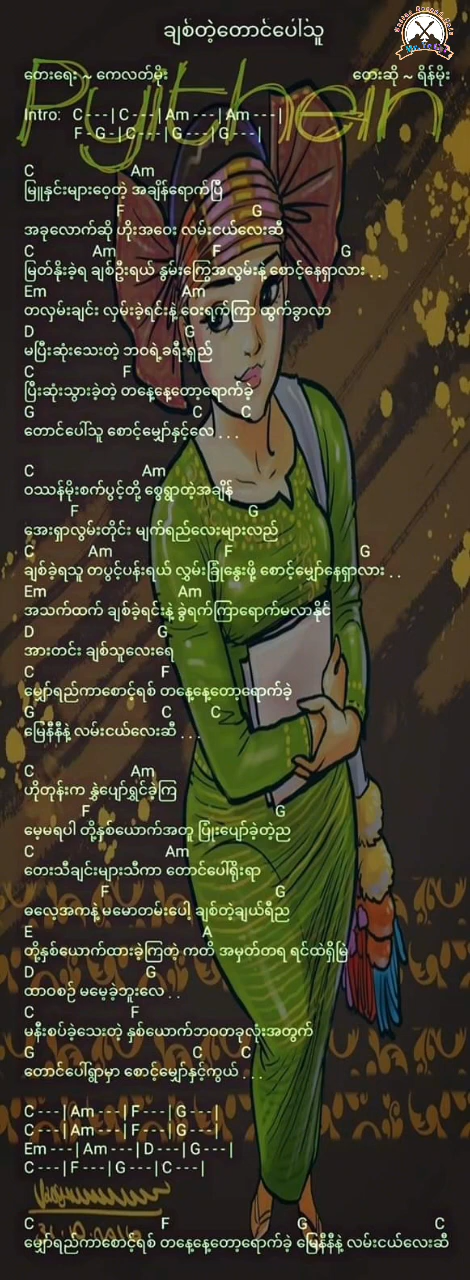 ချစ်တဲ့တောင်ပေါ်သူ
Pythein
တေးရေး ~ ကေလတ်မိုး တေးဆို ~ ရိန်မိုး
Intro: C - - - | C - - - | Am - - - | Am - - - |
F - G - | C - - - | G - - - | G - - - |
C Am
မြူနှင်းများဝေ့တဲ့ အချိန်ရောက်ပြီ
F G
အခုလောက်ဆို ဟိုးအဝေး လမ်းငယ်လေးဆီ
C Am F G
မြတ်နိုးခဲ့ရ ချစ်ဦးရယ် နွမ်းကြွေအလွမ်းနဲ့ စောင့်နေရှာလား . .
Em Am
တလှမ်းချင်း လှမ်းခဲ့ရင်းနဲ့ ဝေးရက်ကြာ ထွက်ခွာလာ
D G
မပြီးဆုံးသေးတဲ့ ဘဝရဲ့ခရီးရှည်
C F
ပြီးဆုံးသွားခဲ့တဲ့ တနေ့နေ့တော့ရောက်ခဲ့
G C C
တောင်ပေါ်သူ စောင့်မျှော်နှင့်လေ . . .
C Am
ဝဿန်မိုးစက်ပွင့်တို့ စွေရွာတဲ့အချိန်
F G
အေးရှာလွမ်းတိုင်း မျက်ရည်လေးများလည်
C Am F G
ချစ်ခဲ့ရသူ တပွင့်ပန်းရယ် လွှမ်းခြုံနွေးဖို့ စောင့်မျှော်နေရှာလား . .
Em Am
အသက်ထက် ချစ်ခဲ့ရင်းနဲ့ ခွဲရက်ကြာရောက်မလာနိုင်
D G
အားတင်း ချစ်သူလေးရေ
C F
မျှော်ရည်ကာစောင့်ရစ် တနေ့နေ့တော့ရောက်ခဲ့
G C C
မြေနီနီနဲ့ လမ်းငယ်လေးဆီ . . .
C Am
ဟိုတုန်းက နွှဲပျော်ရွှင်ခဲ့ကြ
F G
မေ့မရပါ တို့နှစ်ယောက်အတူ ပြုံးပျော်ခဲ့တဲ့ည
C Am
တေးသီချင်းများသီကာ တောင်ပေါ်ရိုးရာ
F G
ဓလေ့အကနဲ့ မမောတမ်းပေါ့ ချစ်တဲ့ချယ်ရီည
E A
တို့နှစ်ယောက်ထားခဲ့ကြတဲ့ ကတိ အမှတ်တရ ရင်ထဲရှိမြဲ
D G
ထာဝစဉ် မမေ့ခဲ့ဘူးလေ . .
C F
မနီးစပ်ခဲ့သေးတဲ့ နှစ်ယောက်ဘဝတခုလုံးအတွက်
G C C
တောင်ပေါ်ရွာမှာ စောင့်မျှော်နှင့်ကွယ် . . .
C - - - | Am - - - | F - - - | G - - - |
C - - - | Am - - - | F - - - | G - - - |
Em - - - | Am - - - | D - - - | G - - - |
C - - - | F - - - | G - - - | C - - - |
C F G C
မျှော်ရည်ကာစောင့်ရစ် တနေ့နေ့တော့ရောက်ခဲ့ မြေနီနီနဲ့ လမ်းငယ်လေးဆီ